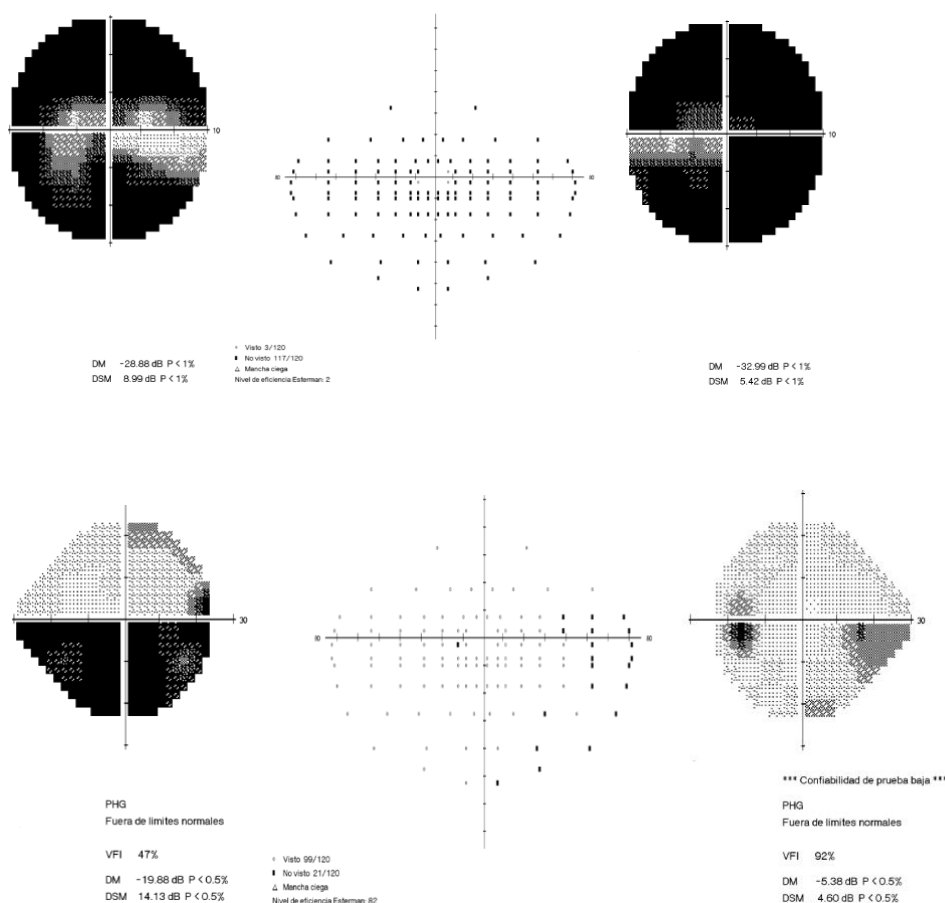 10
80
80
10
DM -28.88 dB P < 1%
DSM 8.99 dB P < 1%
Visto 3/120
No visto 117/120
Mancha ciega
Nivel de eficiencia Esterman: 2
DM -32.99 dB P < 1%
DSM 5.42 dB P < 1%
30
80
80
30
PHG
Fuera de limites normales
VFI 47%
DM -19.88 dB P < 0.5%
DSM 14.13 dB P < 0.5%
Visto 99/120
No visto 21/120
Mancha ciega
Nivel de eficiencia Esterman: 82
*** Confiabilidad de prueba baja ***
PHG
Fuera de limites normales
VFI 92%
DM -5.38 dB P < 0.5%
DSM 4.60 dB P < 0.5%